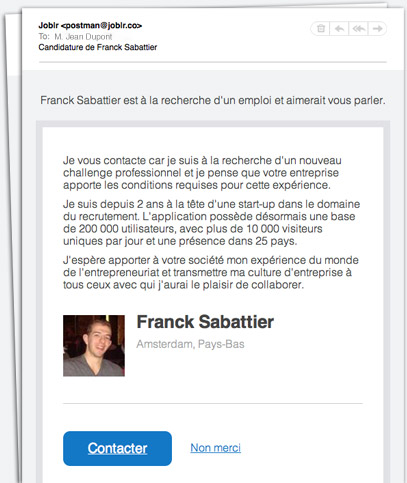 Jobir <postman@jobir.co>
To: M. Jean Dupont
Candidature de Franck Sabattier
Franck Sabattier est à la recherche d'un emploi et aimerait vous parler.
Je vous contacte car je suis à la recherche d'un nouveau
challenge professionnel et je pense que votre entreprise
apporte les conditions requises pour cette expérience.
Je suis depuis 2 ans à la tête d'une start-up dans le domaine
du recrutement. L'application possède désormais une base
de 200 000 utilisateurs, avec plus de 10 000 visiteurs
uniques par jour et une présence dans 25 pays.
J'espère apporter à votre société mon expérience du monde
de l'entrepreneuriat et transmettre ma culture d'entreprise à
tous ceux avec qui j'aurai le plaisir de collaborer.
Franck Sabattier
Amsterdam, Pays-Bas
Contacter
Non merci